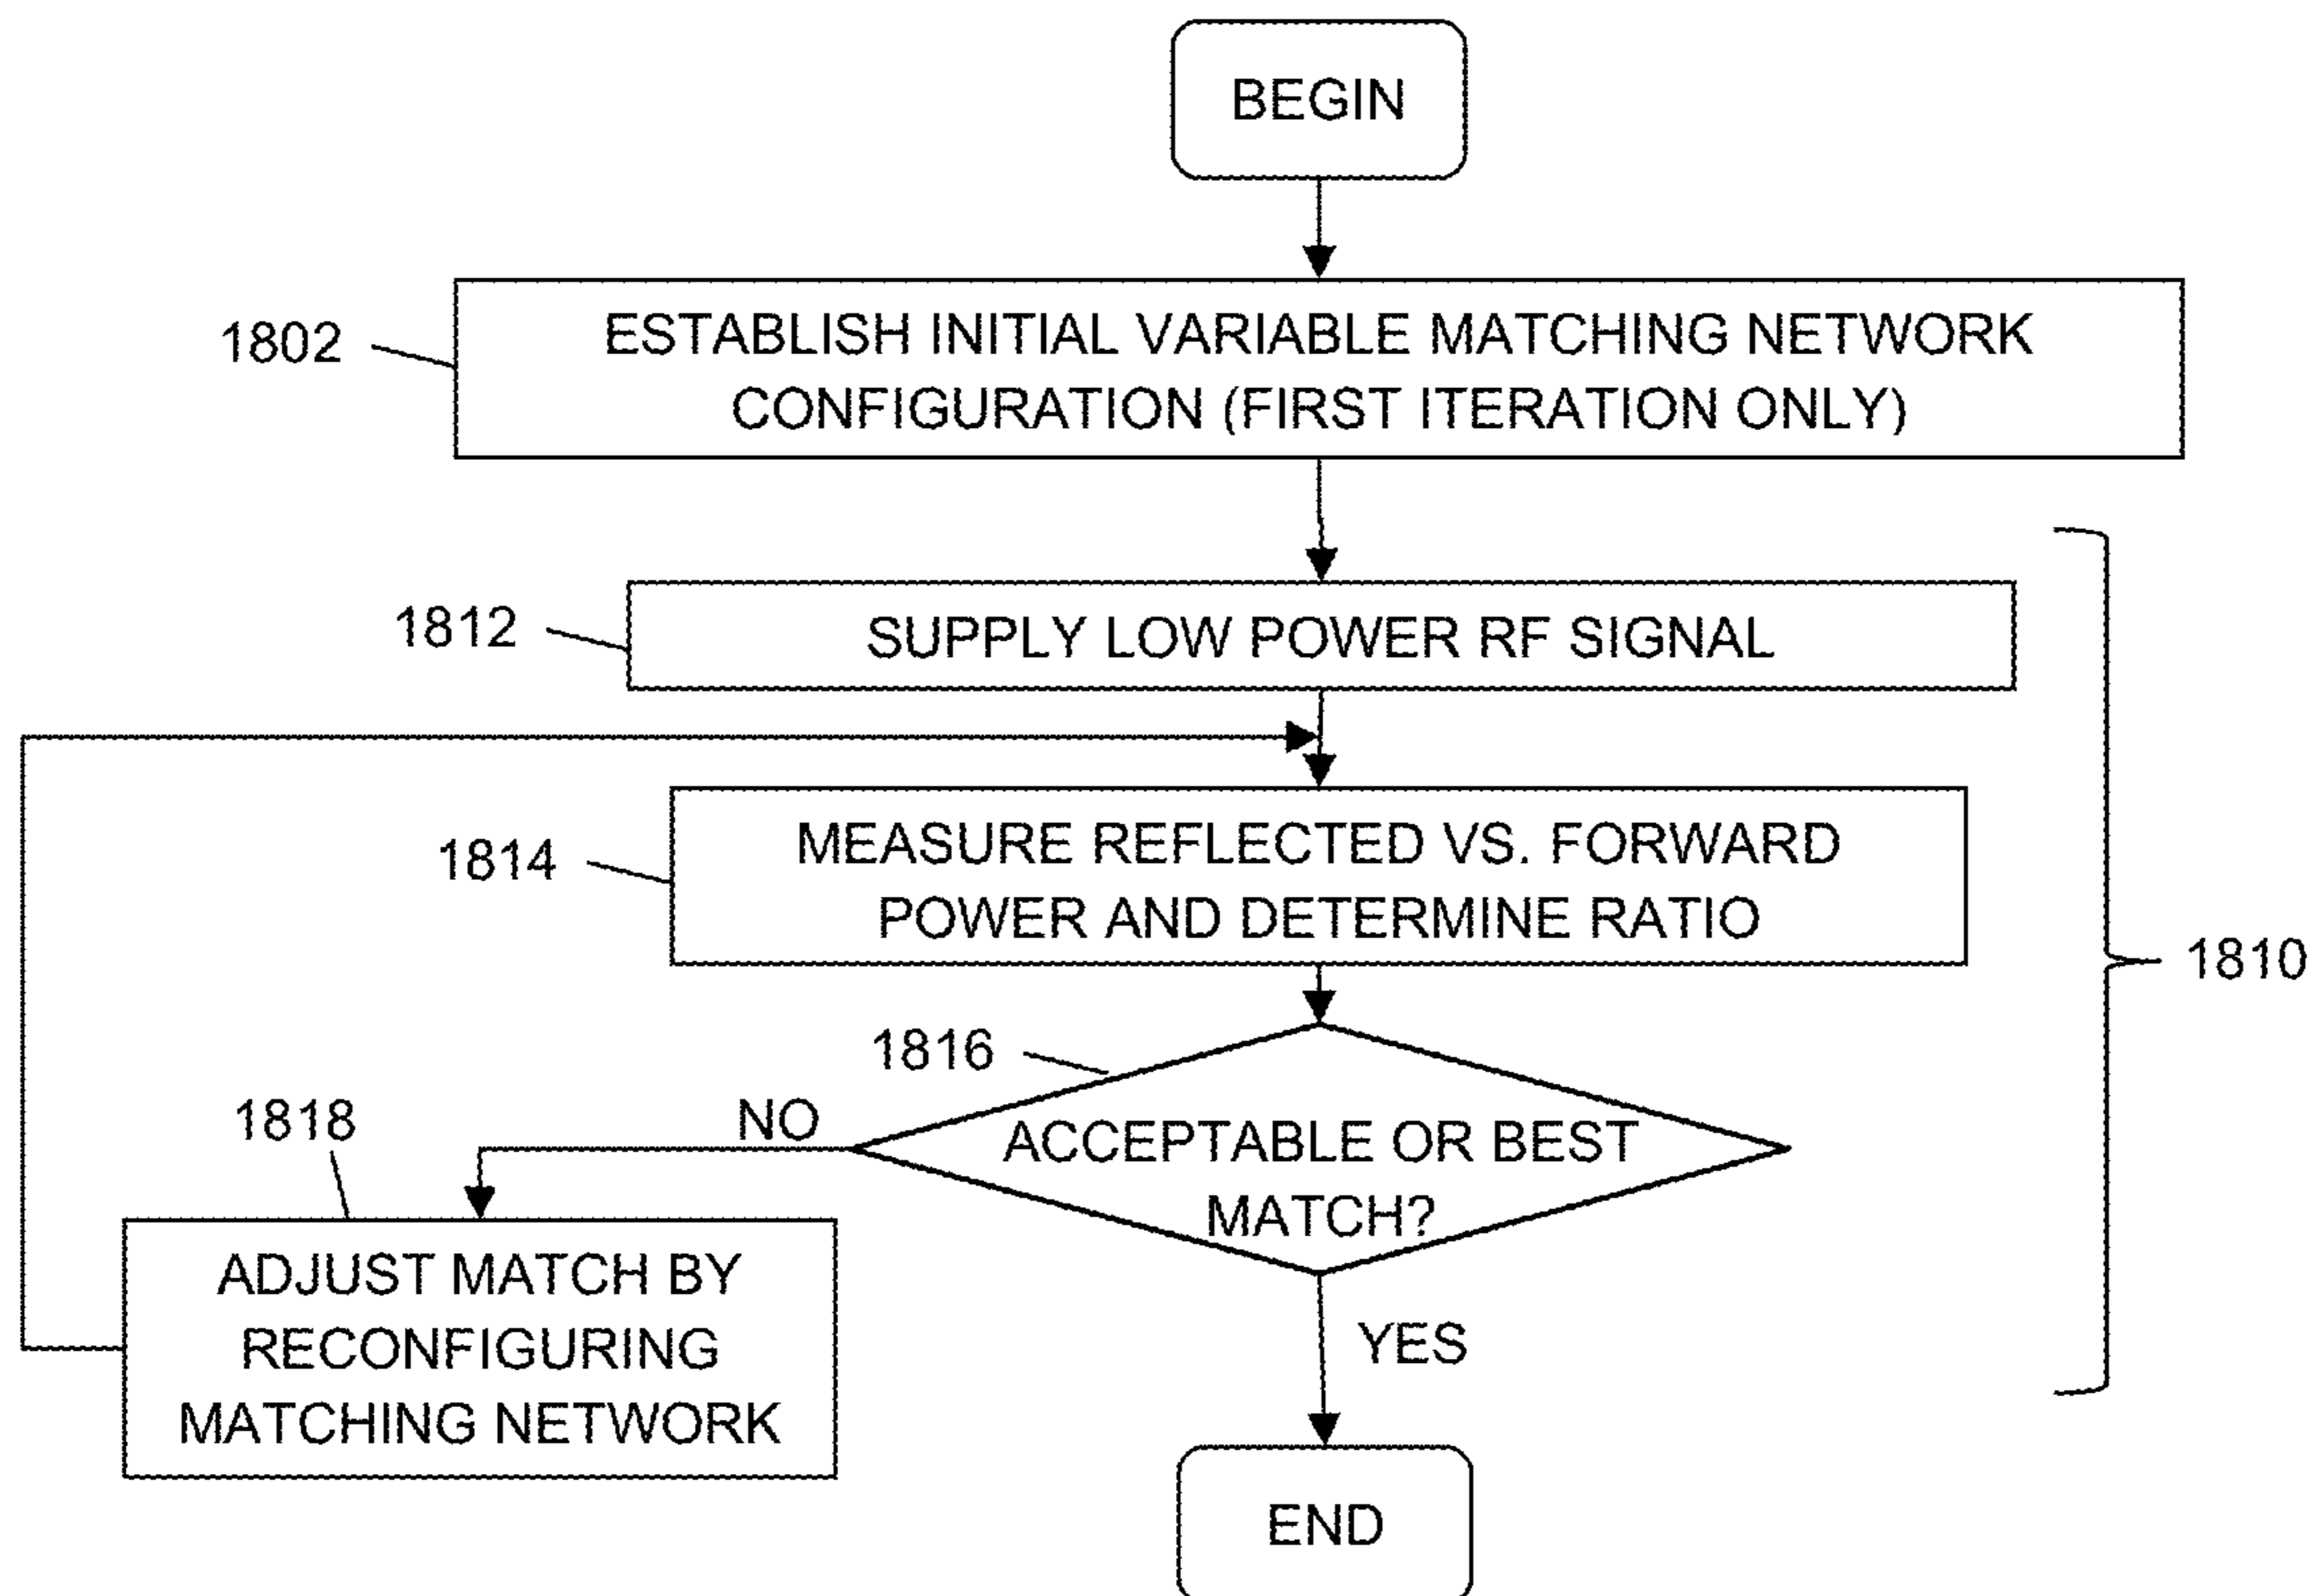 BEGIN
1802
ESTABLISH INITIAL VARIABLE MATCHING NETWORK
CONFIGURATION (FIRST ITERATION ONLY)
1812
SUPPLY LOW POWER RF SIGNAL
1814
MEASURE REFLECTED VS. FORWARD
POWER AND DETERMINE RATIO
1810
1816
ACCEPTABLE OR BEST
MATCH?
NO
1818
ADJUST MATCH BY
RECONFIGURING
MATCHING NETWORK
YES
END